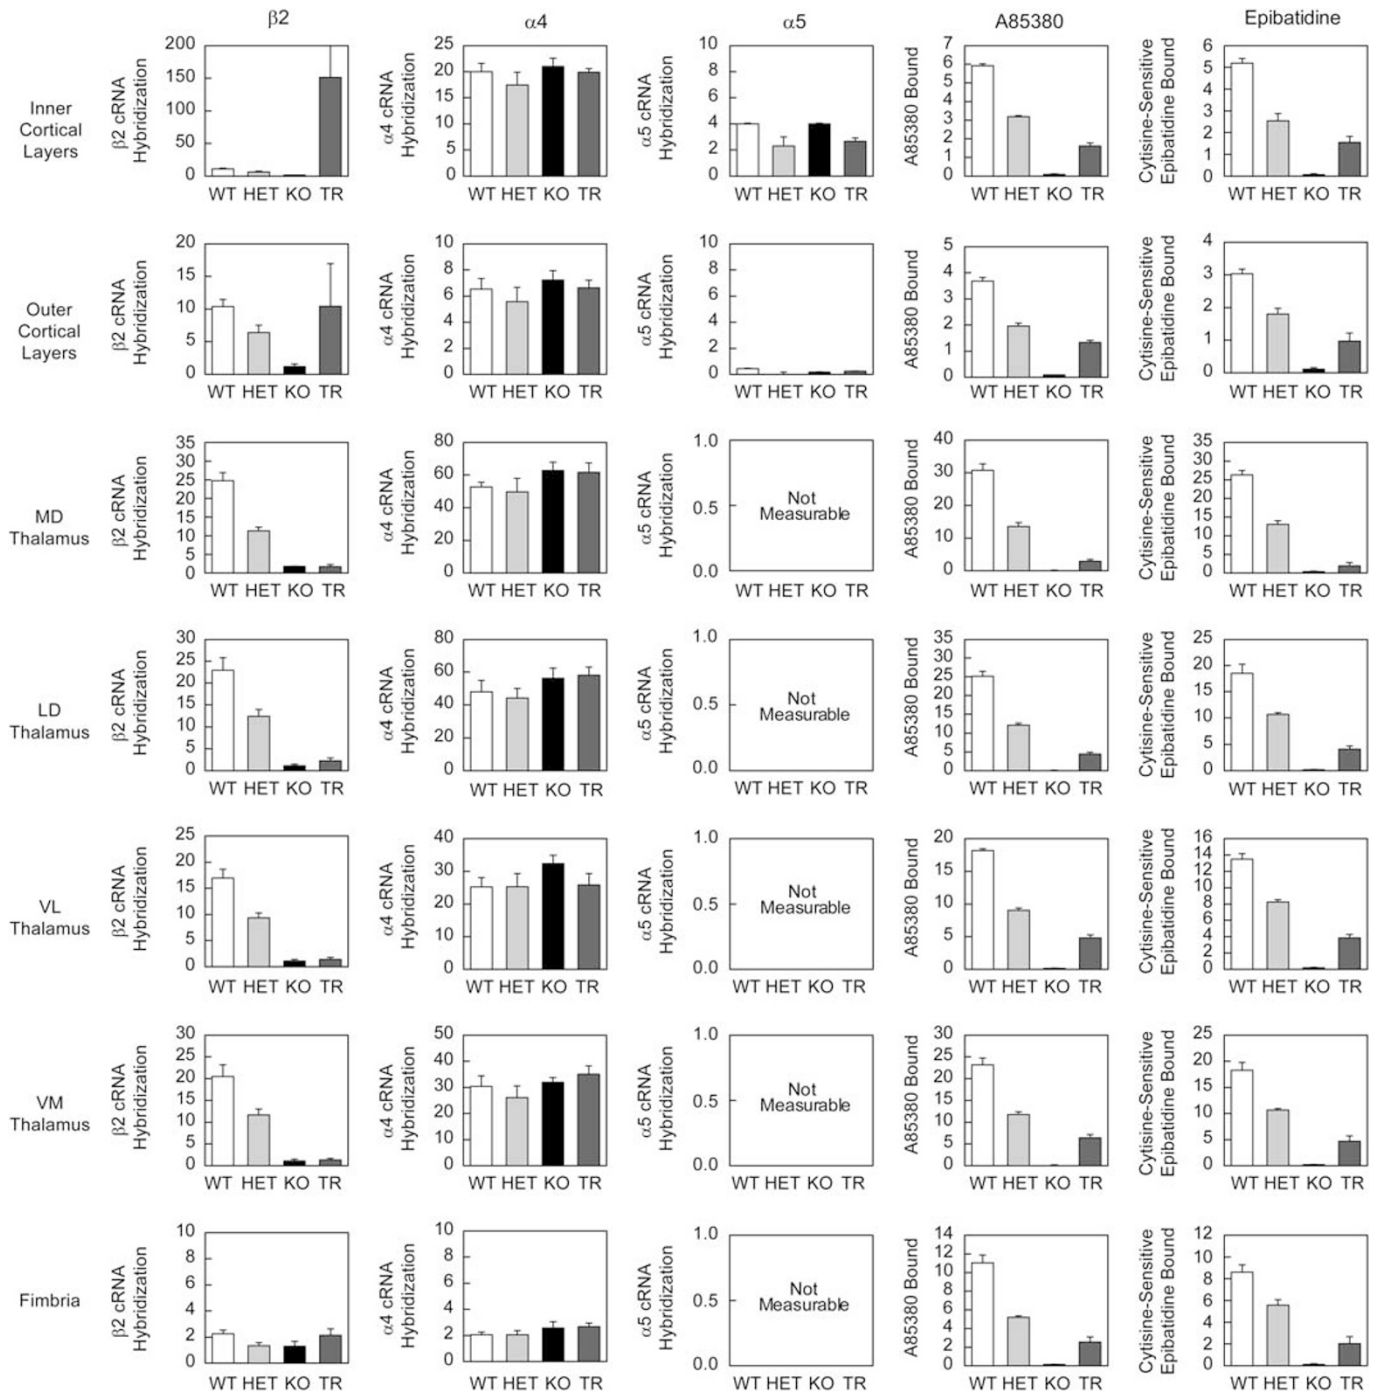 β2
α4
α5
A85380
Epibatidine
Inner
Cortical
Layers
β2 cRNA
Hybridization
200
150
100
50
0
WT HET KO TR
α4 cRNA
Hybridization
25
20
15
10
5
0
WT HET KO TR
α5 cRNA
Hybridization
10
8
6
4
2
0
WT HET KO TR
A85380 Bound
7
6
5
4
3
2
1
0
WT HET KO TR
Cytisine-Sensitive
Epibatidine Bound
6
5
4
3
2
1
0
WT HET KO TR
Outer
Cortical
Layers
β2 cRNA
Hybridization
20
15
10
5
0
WT HET KO TR
α4 cRNA
Hybridization
10
8
6
4
2
0
WT HET KO TR
α5 cRNA
Hybridization
10
8
6
4
2
0
WT HET KO TR
A85380 Bound
5
4
3
2
1
0
WT HET KO TR
Cytisine-Sensitive
Epibatidine Bound
4
3
2
1
0
WT HET KO TR
MD
Thalamus
β2 cRNA
Hybridization
35
30
25
20
15
10
5
0
WT HET KO TR
α4 cRNA
Hybridization
80
60
40
20
0
WT HET KO TR
α5 cRNA
Hybridization
1.0
0.5
0.0
Not
Measurable
WT HET KO TR
A85380 Bound
40
30
20
10
0
WT HET KO TR
Cytisine-Sensitive
Epibatidine Bound
35
30
25
20
15
10
5
0
WT HET KO TR
LD
Thalamus
β2 cRNA
Hybridization
30
25
20
15
10
5
0
WT HET KO TR
α4 cRNA
Hybridization
80
60
40
20
0
WT HET KO TR
α5 cRNA
Hybridization
1.0
0.5
0.0
Not
Measurable
WT HET KO TR
A85380 Bound
35
30
25
20
15
10
5
0
WT HET KO TR
Cytisine-Sensitive
Epibatidine Bound
25
20
15
10
5
0
WT HET KO TR
VL
Thalamus
β2 cRNA
Hybridization
25
20
15
10
5
0
WT HET KO TR
α4 cRNA
Hybridization
40
30
20
10
0
WT HET KO TR
α5 cRNA
Hybridization
1.0
0.5
0.0
Not
Measurable
WT HET KO TR
A85380 Bound
20
15
10
5
0
WT HET KO TR
Cytisine-Sensitive
Epibatidine Bound
16
14
12
10
8
6
4
2
0
WT HET KO TR
VM
Thalamus
β2 cRNA
Hybridization
30
25
20
15
10
5
0
WT HET KO TR
α4 cRNA
Hybridization
50
40
30
20
10
0
WT HET KO TR
α5 cRNA
Hybridization
1.0
0.5
0.0
Not
Measurable
WT HET KO TR
A85380 Bound
30
25
20
15
10
5
0
WT HET KO TR
Cytisine-Sensitive
Epibatidine Bound
25
20
15
10
5
0
WT HET KO TR
Fimbria
β2 cRNA
Hybridization
10
8
6
4
2
0
WT HET KO TR
α4 cRNA
Hybridization
10
8
6
4
2
0
WT HET KO TR
α5 cRNA
Hybridization
1.0
0.5
0.0
Not
Measurable
WT HET KO TR
A85380 Bound
14
12
10
8
6
4
2
0
WT HET KO TR
Cytisine-Sensitive
Epibatidine Bound
12
10
8
6
4
2
0
WT HET KO TR